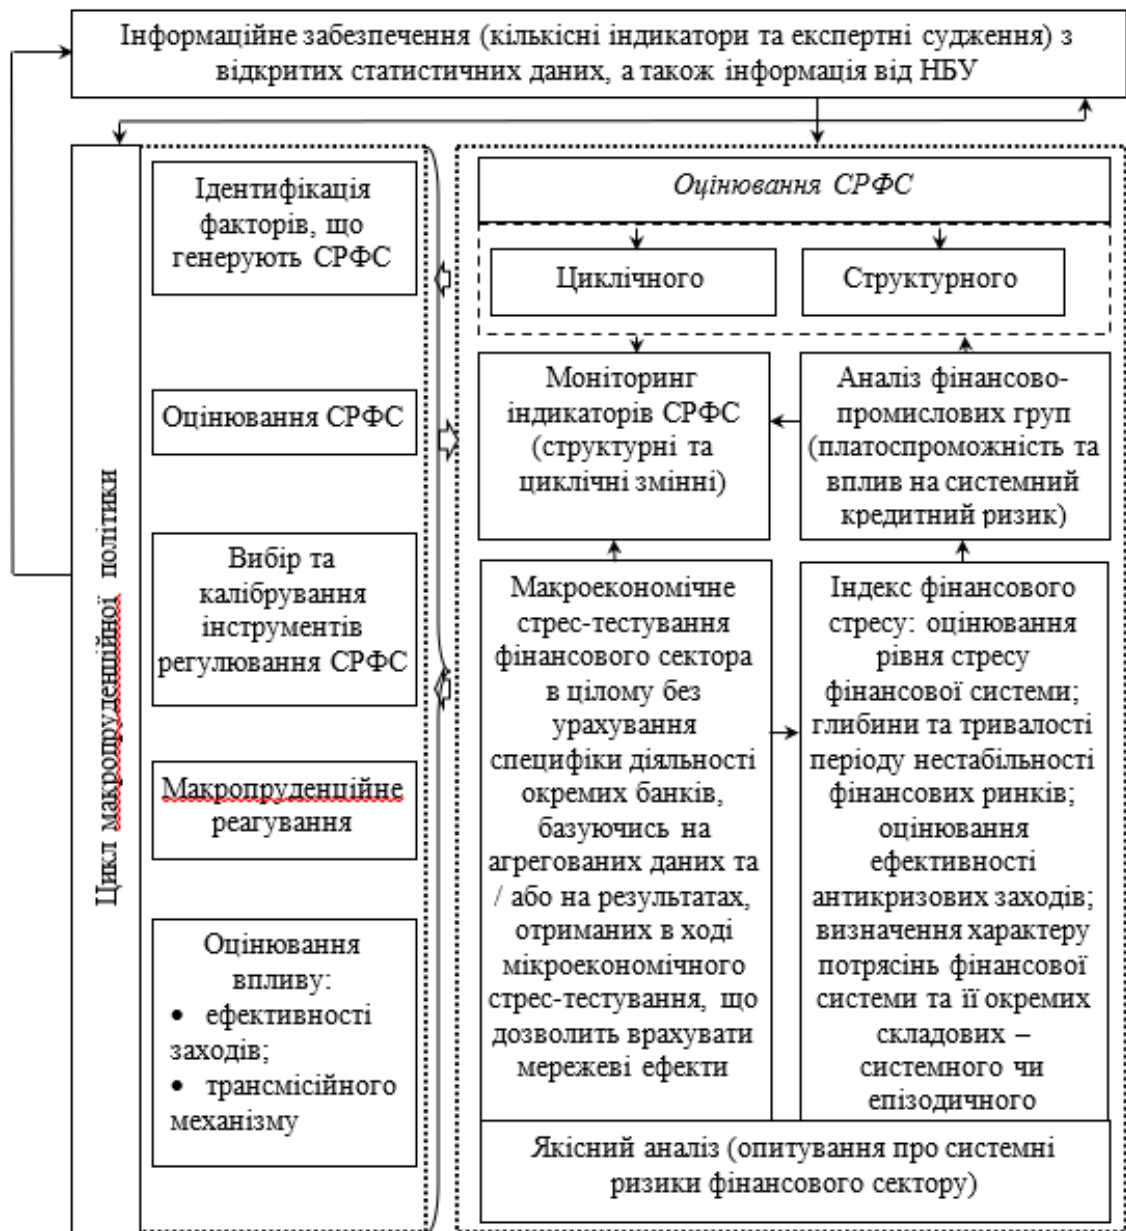 Інформаційне забезпечення (кількісні індикатори та експертні судження) з
відкритих статистичних даних, а також інформація від НБУ
Цикл макропруденційної політики
Ідентифікація
факторів, що
генерують СРФС
Оцінювання СРФС
Вибір та
калібрування
інструментів
регулювання СРФС
Макропруденційне
реагування
Оцінювання
впливу:
• ефективності
заходів;
• трансмісійного
механізму
Оцінювання СРФС
Циклічного
Структурного
Моніторинг
індикаторів СРФС
(структурні та
циклічні змінні)
Аналіз фінансово-
промислових груп
(платоспроможність та
вплив на системний
кредитний ризик)
Макроекономічне
стрес-тестування
фінансового сектора
в цілому без
урахування
специфіки діяльності
окремих банків,
базуючись на
агрегованих даних та
/ або на результатах,
отриманих в ході
мікроекономічного
стрес-тестування, що
дозволить врахувати
мережеві ефекти
Індекс фінансового
стресу: оцінювання
рівня стресу
фінансової системи;
глибини та тривалості
періоду нестабільності
фінансових ринків;
оцінювання
ефективності
антикризових заходів;
визначення характеру
потрясінь фінансової
системи та її окремих
складових –
системного чи
епізодичного
Якісний аналіз (опитування про системні
ризики фінансового сектору)